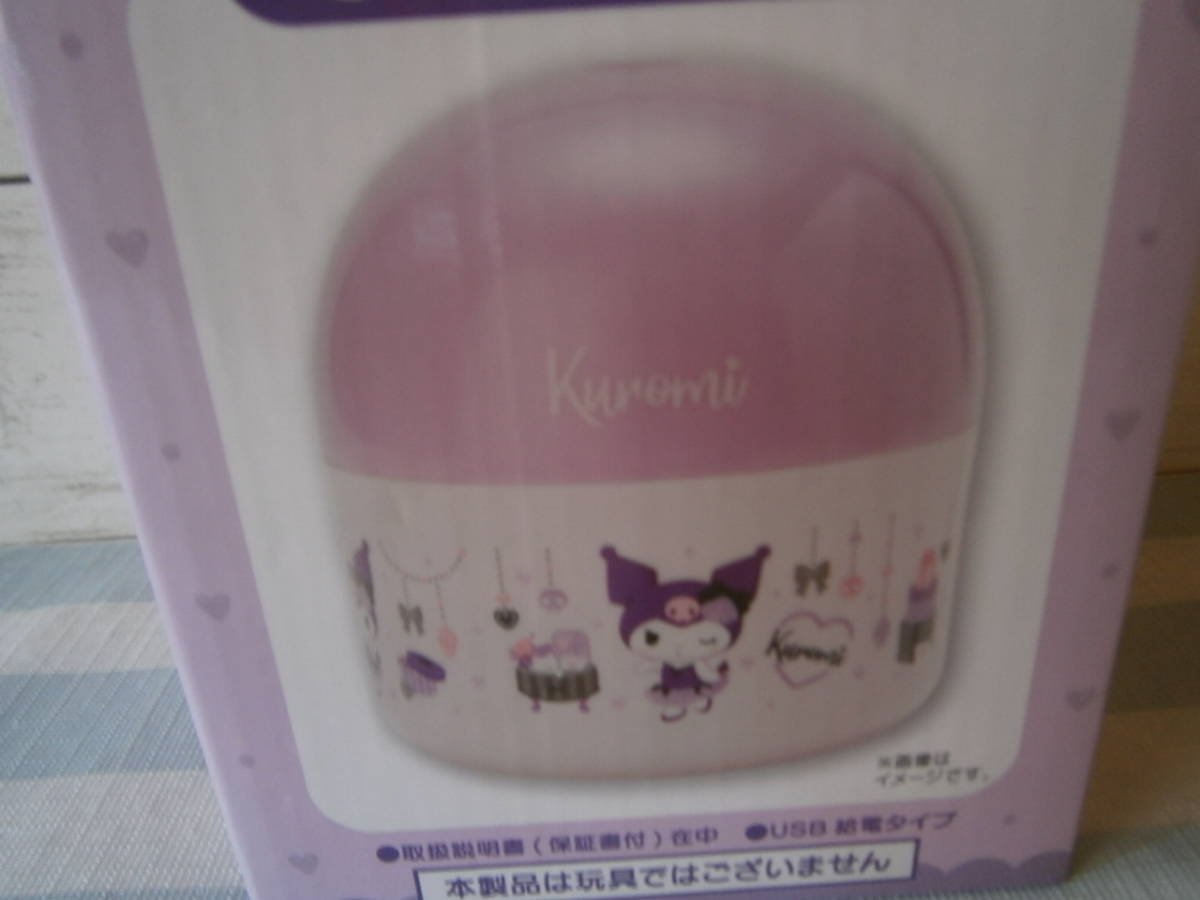 Kuromi
Kuromi
※画像は
イメージです。
●取扱説明書(保証書付)在中 ●USB給電タイプ
本製品は玩具ではございません